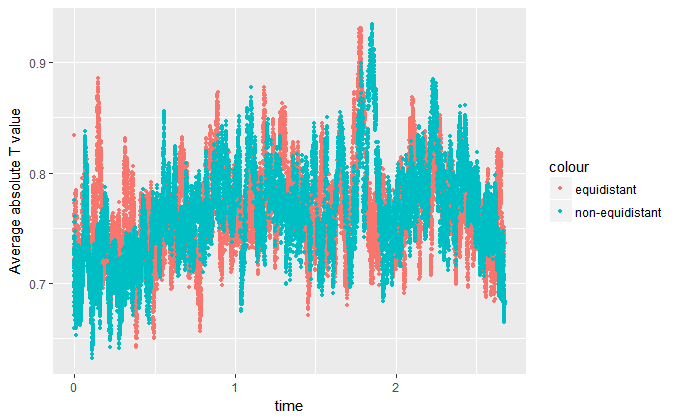 Average absolute T value
0.9
0.8
0.7
0
1
2
time
colour
equidistant
non-equidistant